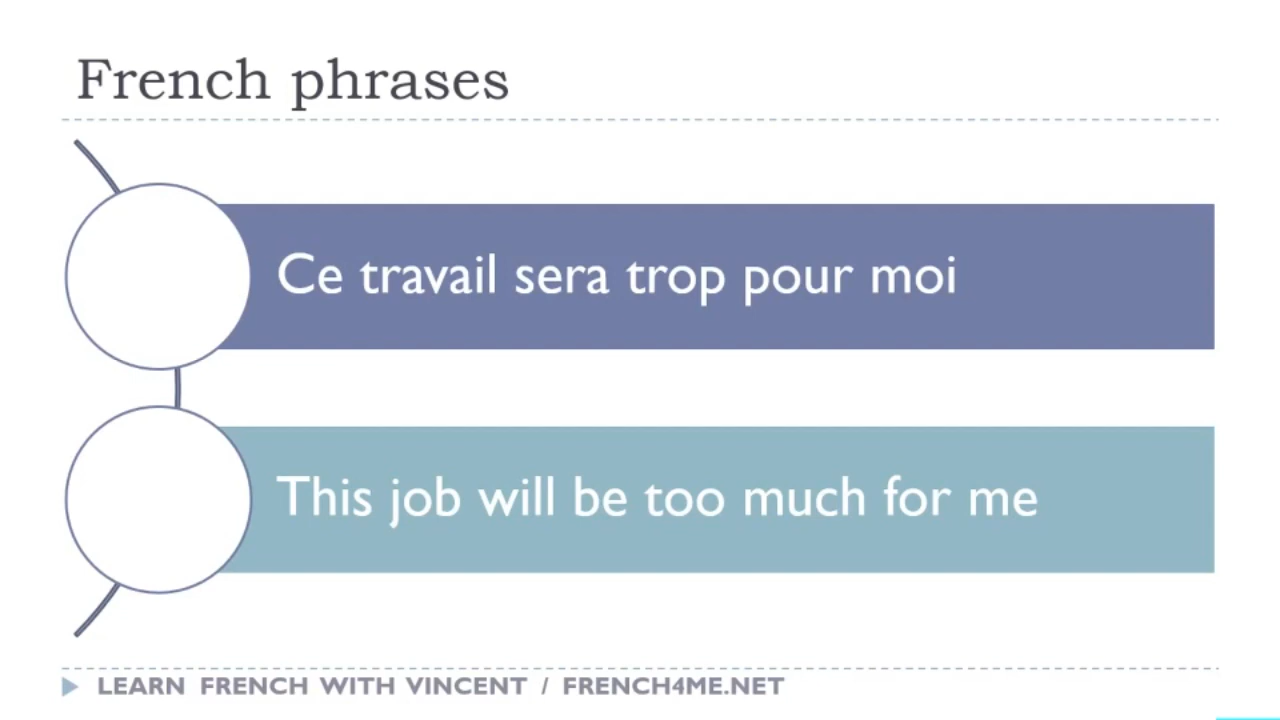 French phrases
Ce travail sera trop pour moi
This job will be too much for me
LEARN FRENCH WITH VINCENT / FRENCH4ME.NET